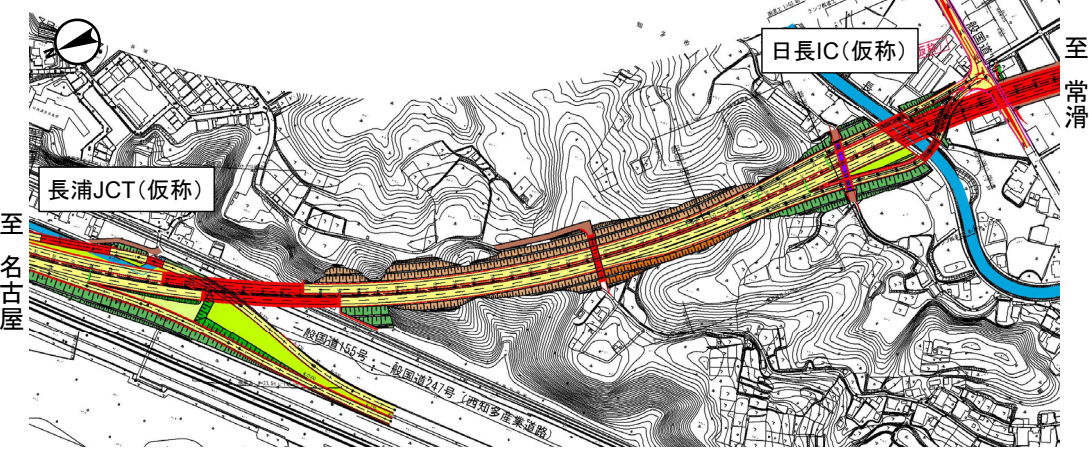 日長IC(仮称)
至 常滑
長浦JCT(仮称)
至 名古屋
一般国道155号
一般国道247号(西知多産業道路)